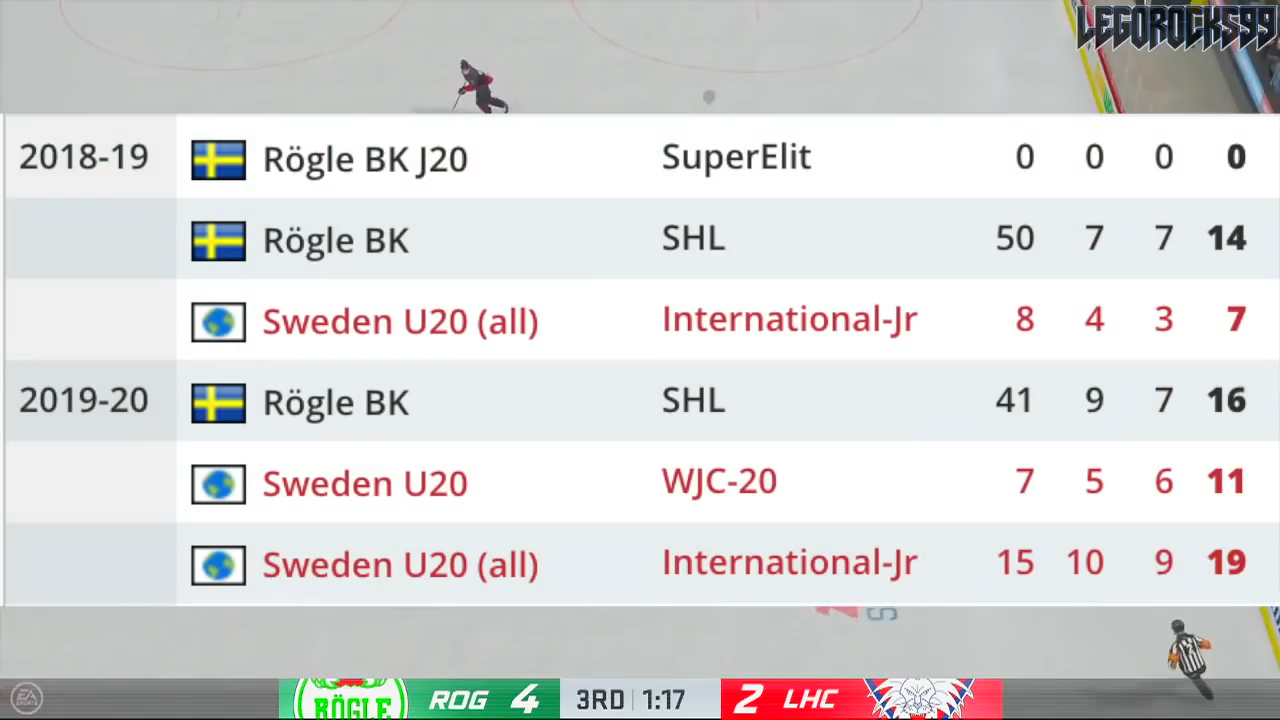 LEGOROCKS99
2018-19 Rögle BK J20 SuperElit 0 0 0 0
Rögle BK SHL 50 7 7 14
Sweden U20 (all) International-Jr 8 4 3 7
2019-20 Rögle BK SHL 41 9 7 16
Sweden U20 WJC-20 7 5 6 11
Sweden U20 (all) International-Jr 15 10 9 19
EA SPORTS RÖGLE ROG 4 3RD 1:17 2 LHC